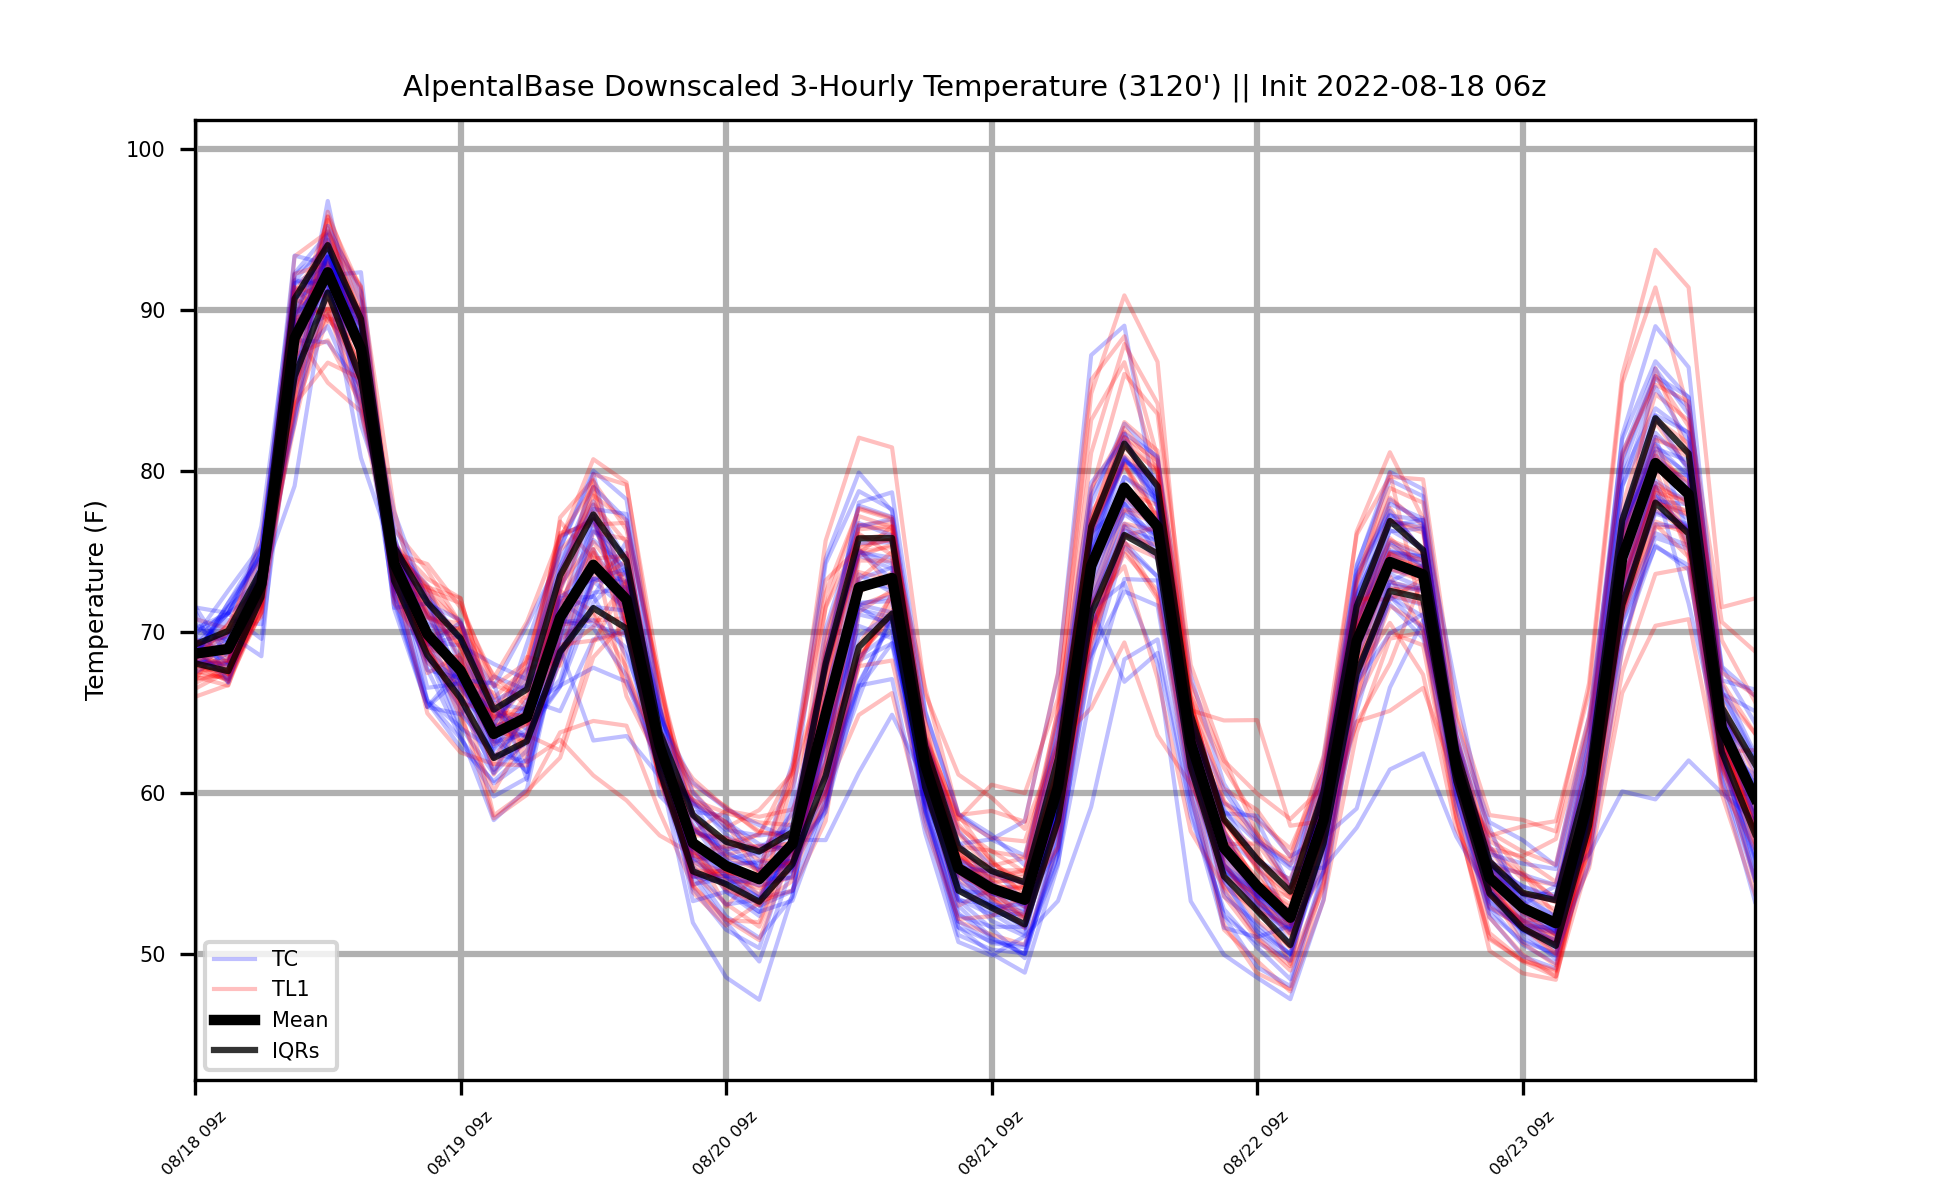 AlpentalBase Downscaled 3-Hourly Temperature (3120') || Init 2022-08-18 06z
Temperature (F)
100
90
80
70
60
50
TC
TL1
Mean
IQRs
08/18 09z
08/19 09z
08/20 09z
08/21 09z
08/22 09z
08/23 09z